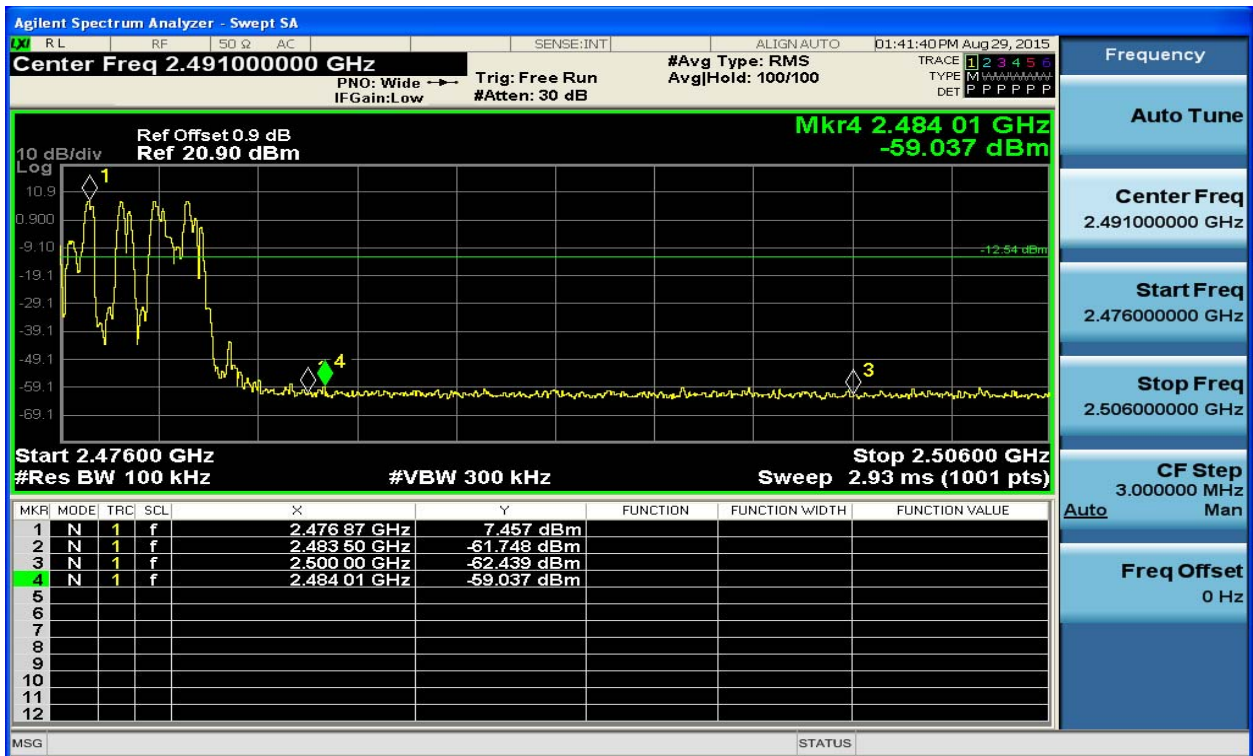 Agilent Spectrum Analyzer - Swept SA
LXI RL RF 50 Ω AC SENSE:INT ALIGN AUTO 01:41:40 PM Aug 29, 2015
Center Freq 2.491000000 GHz
PNO: Wide
IFGain:Low
Trig: Free Run
#Atten: 30 dB
#Avg Type: RMS
Avg|Hold: 100/100
TRACE 1 2 3 4 5 6
TYPE M
DET P P P P P P
Mkr4 2.484 01 GHz
-59.037 dBm
Ref Offset 0.9 dB
10 dB/div Ref 20.90 dBm
Log
10.9
0.900
-9.10
-19.1
-29.1
-39.1
-49.1
-59.1
-69.1
1
-12.54 dBm
4
3
Start 2.47600 GHz Stop 2.50600 GHz
#Res BW 100 kHz #VBW 300 kHz Sweep 2.93 ms (1001 pts)
MKR MODE TRC SCL X Y FUNCTION FUNCTION WIDTH FUNCTION VALUE
1 N 1 f 2.476 87 GHz 7.457 dBm
2 N 1 f 2.483 50 GHz -61.748 dBm
3 N 1 f 2.500 00 GHz -62.439 dBm
4 N 1 f 2.484 01 GHz -59.037 dBm
5
6
7
8
9
10
11
12
MSG STATUS
Frequency
Auto Tune
Center Freq
2.491000000 GHz
Start Freq
2.476000000 GHz
Stop Freq
2.506000000 GHz
CF Step
3.000000 MHz
Auto Man
Freq Offset
0 Hz